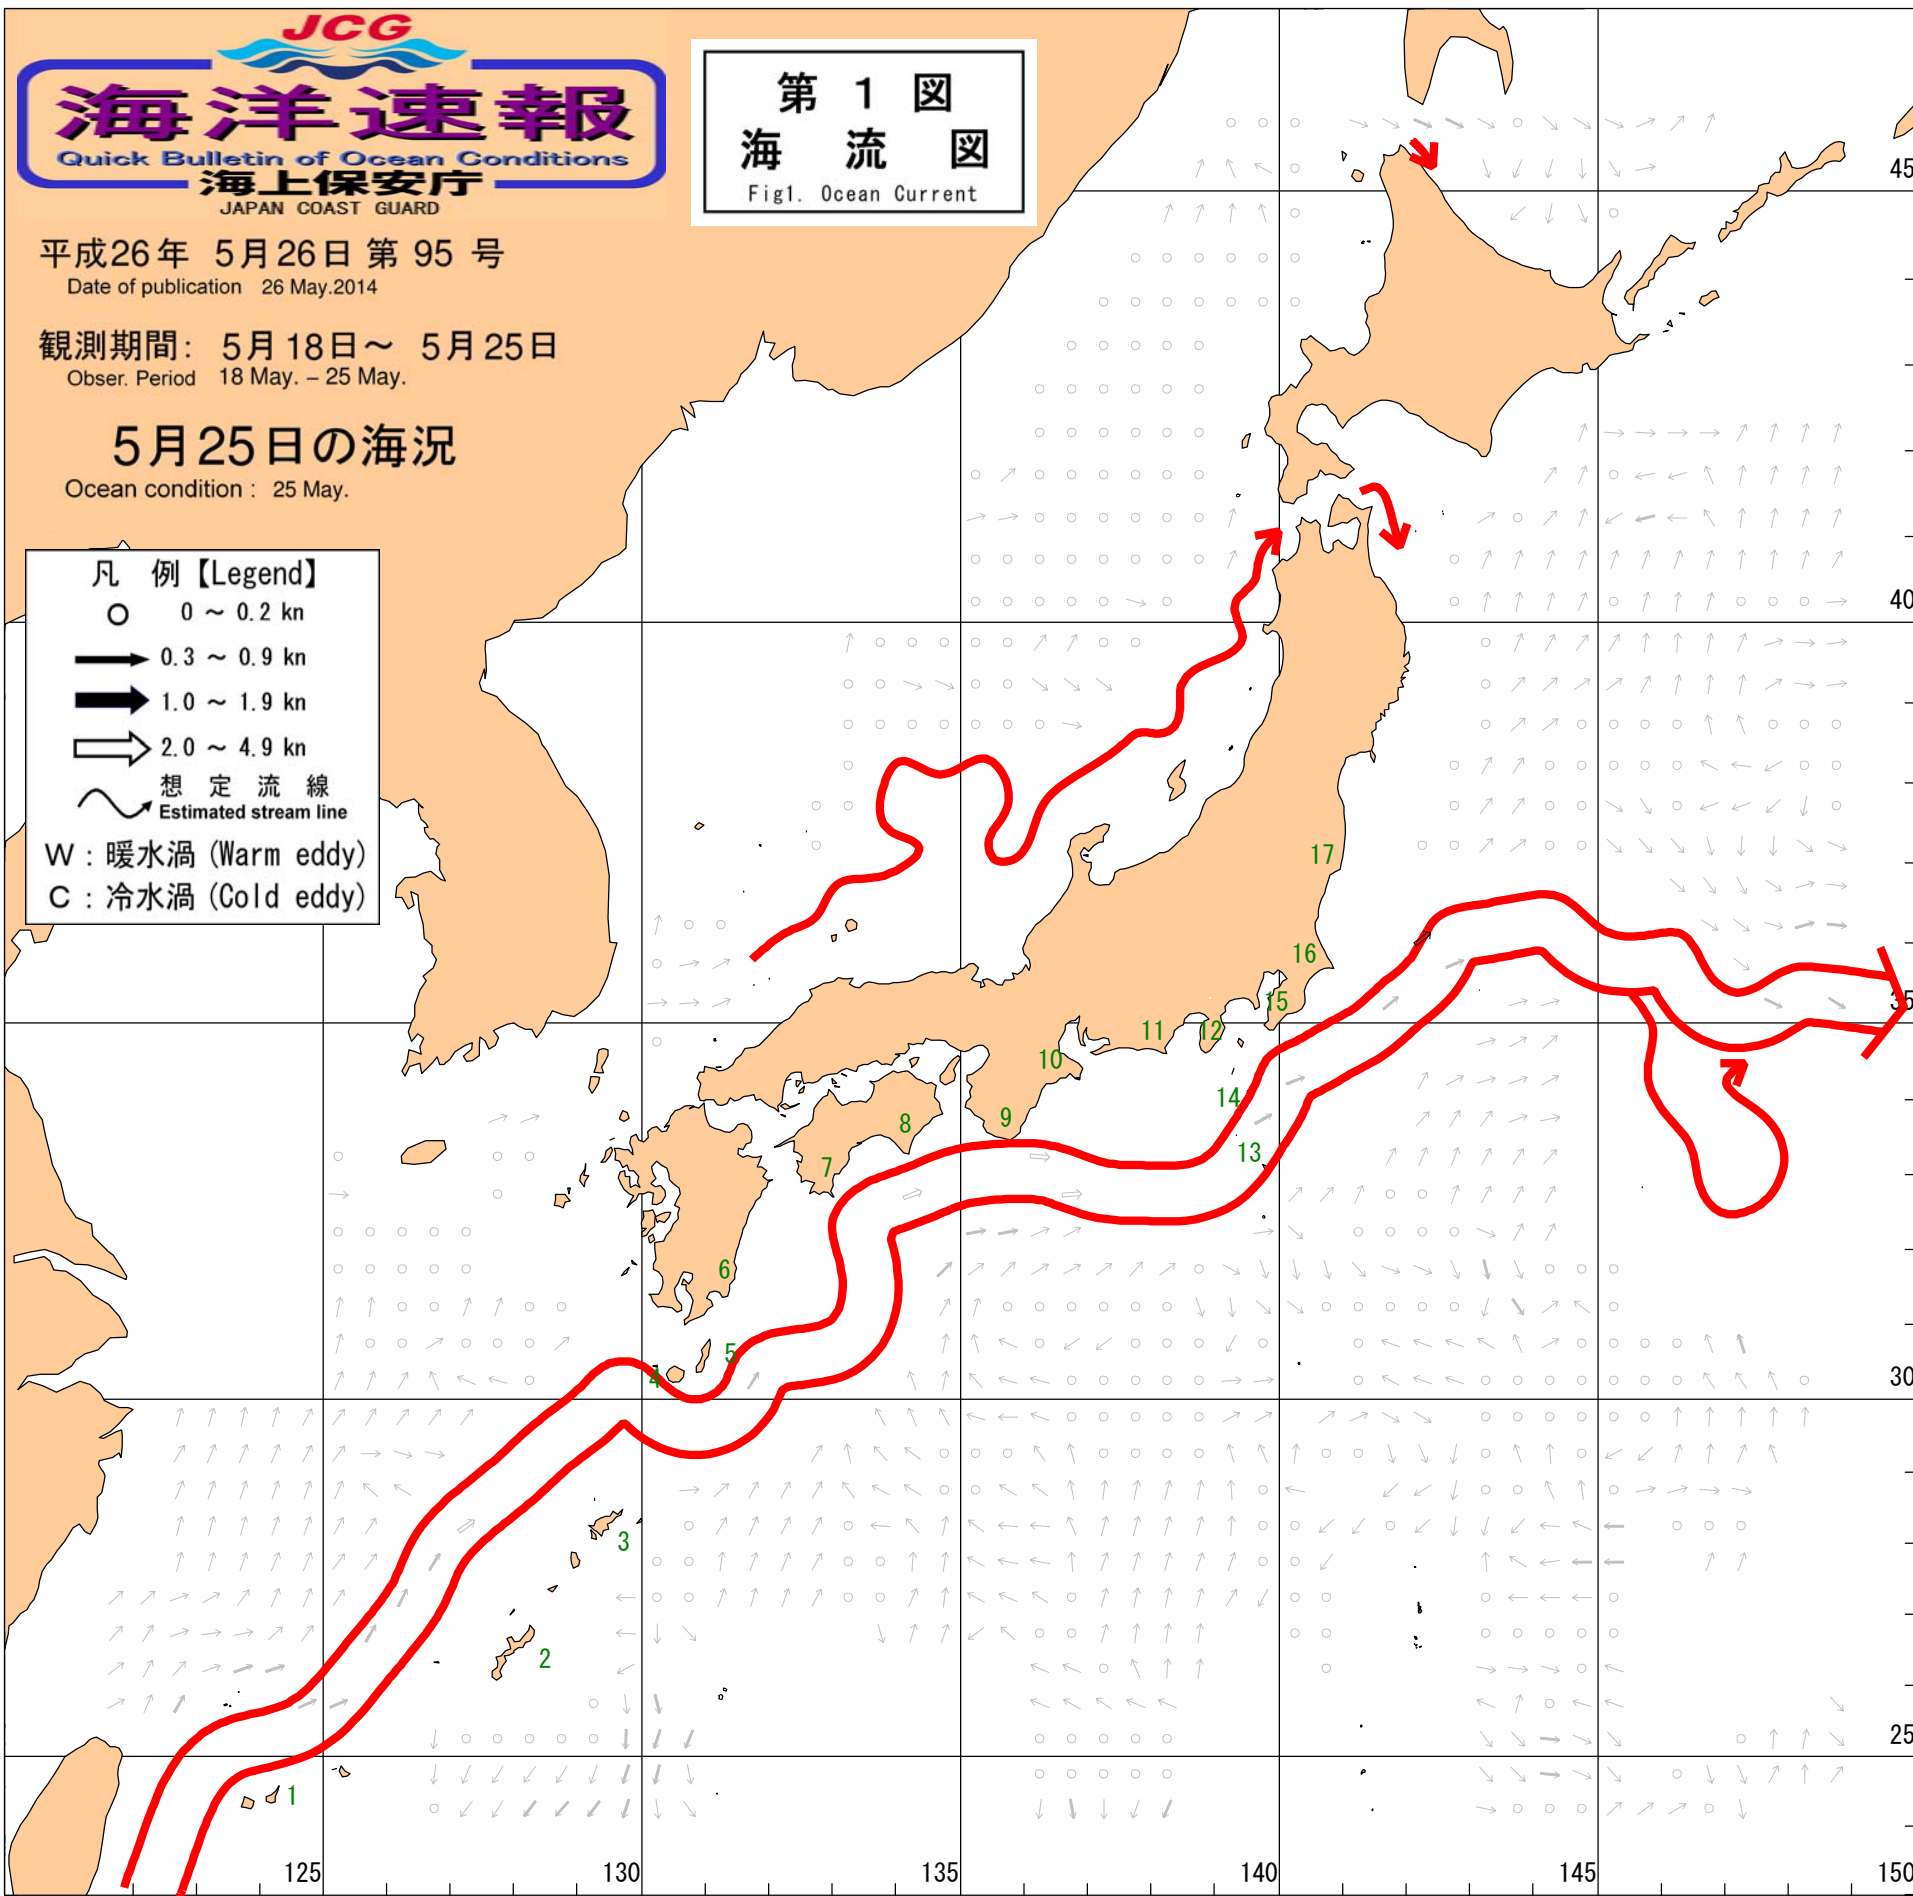 JCG
海洋速報
Quick Bulletin of Ocean Conditions
海上保安庁
JAPAN COAST GUARD
第 1 図
海 流 図
Fig1. Ocean Current
平成26年 5月26日 第 95 号
Date of publication 26 May.2014
観測期間: 5月18日～ 5月25日
Obser. Period 18 May. – 25 May.
5月25日の海況
Ocean condition : 25 May.
凡 例【Legend】
0 ～ 0.2 kn
0.3 ～ 0.9 kn
1.0 ～ 1.9 kn
2.0 ～ 4.9 kn
想 定 流 線
Estimated stream line
W : 暖水渦 (Warm eddy)
C : 冷水渦 (Cold eddy)
45
40
17
16
35
15
11
12
10
14
9
8
13
7
6
5
4
30
3
2
25
1
125
130
135
140
145
150